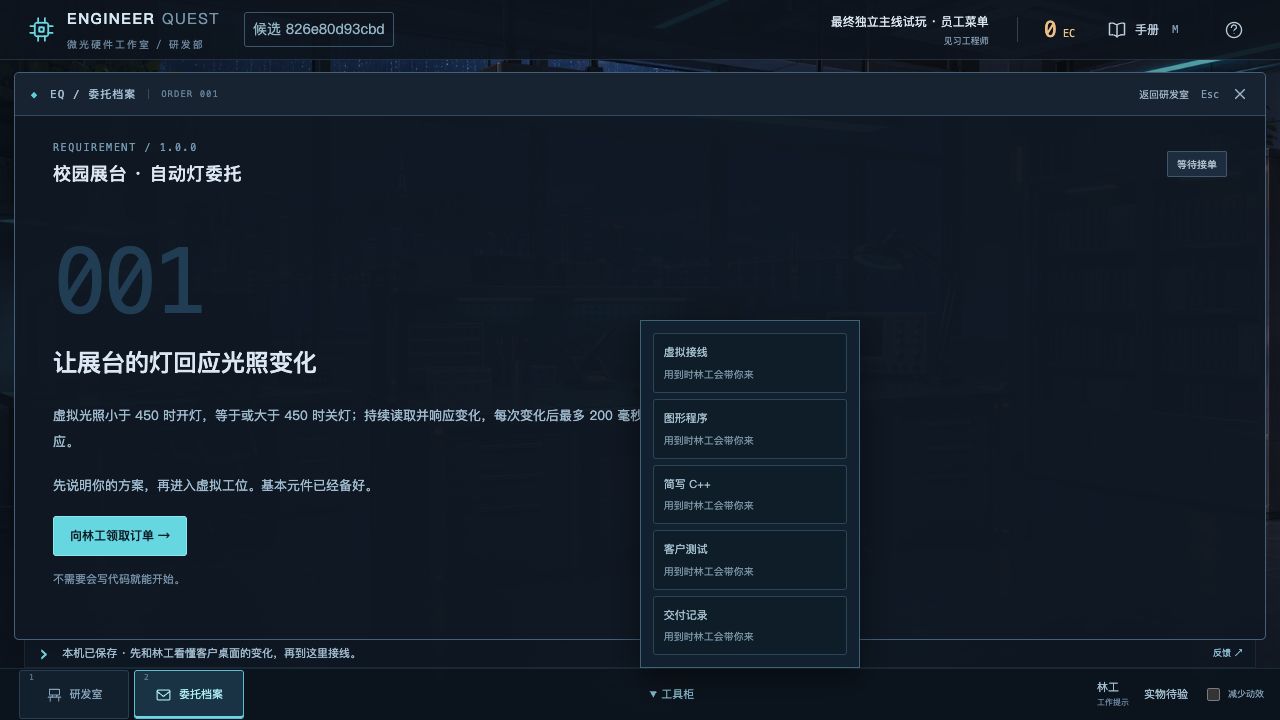 ENGINEER QUEST
微光硬件工作室 / 研发部
候选 826e80d93cbd
最终独立主线试玩 · 员工菜单
见习工程师
0 EC
手册 M
EQ / 委托档案
ORDER 001
返回研发室 Esc
REQUIREMENT / 1.0.0
校园展台 · 自动灯委托
等待接单
001
让展台的灯回应光照变化
虚拟光照小于 450 时开灯，等于或大于 450 时关灯；持续读取并响应变化，每次变化后最多 200 毫秒
应。
先说明你的方案，再进入虚拟工位。基本元件已经备好。
向林工领取订单 →
不需要会写代码就能开始。
虚拟接线
用到时林工会带你来
图形程序
用到时林工会带你来
简写 C++
用到时林工会带你来
客户测试
用到时林工会带你来
交付记录
用到时林工会带你来
本机已保存 · 先和林工看懂客户桌面的变化，再到这里接线。
反馈 ↗
1
研发室
2
委托档案
▼ 工具柜
林工
工作提示
实物待验
减少动效